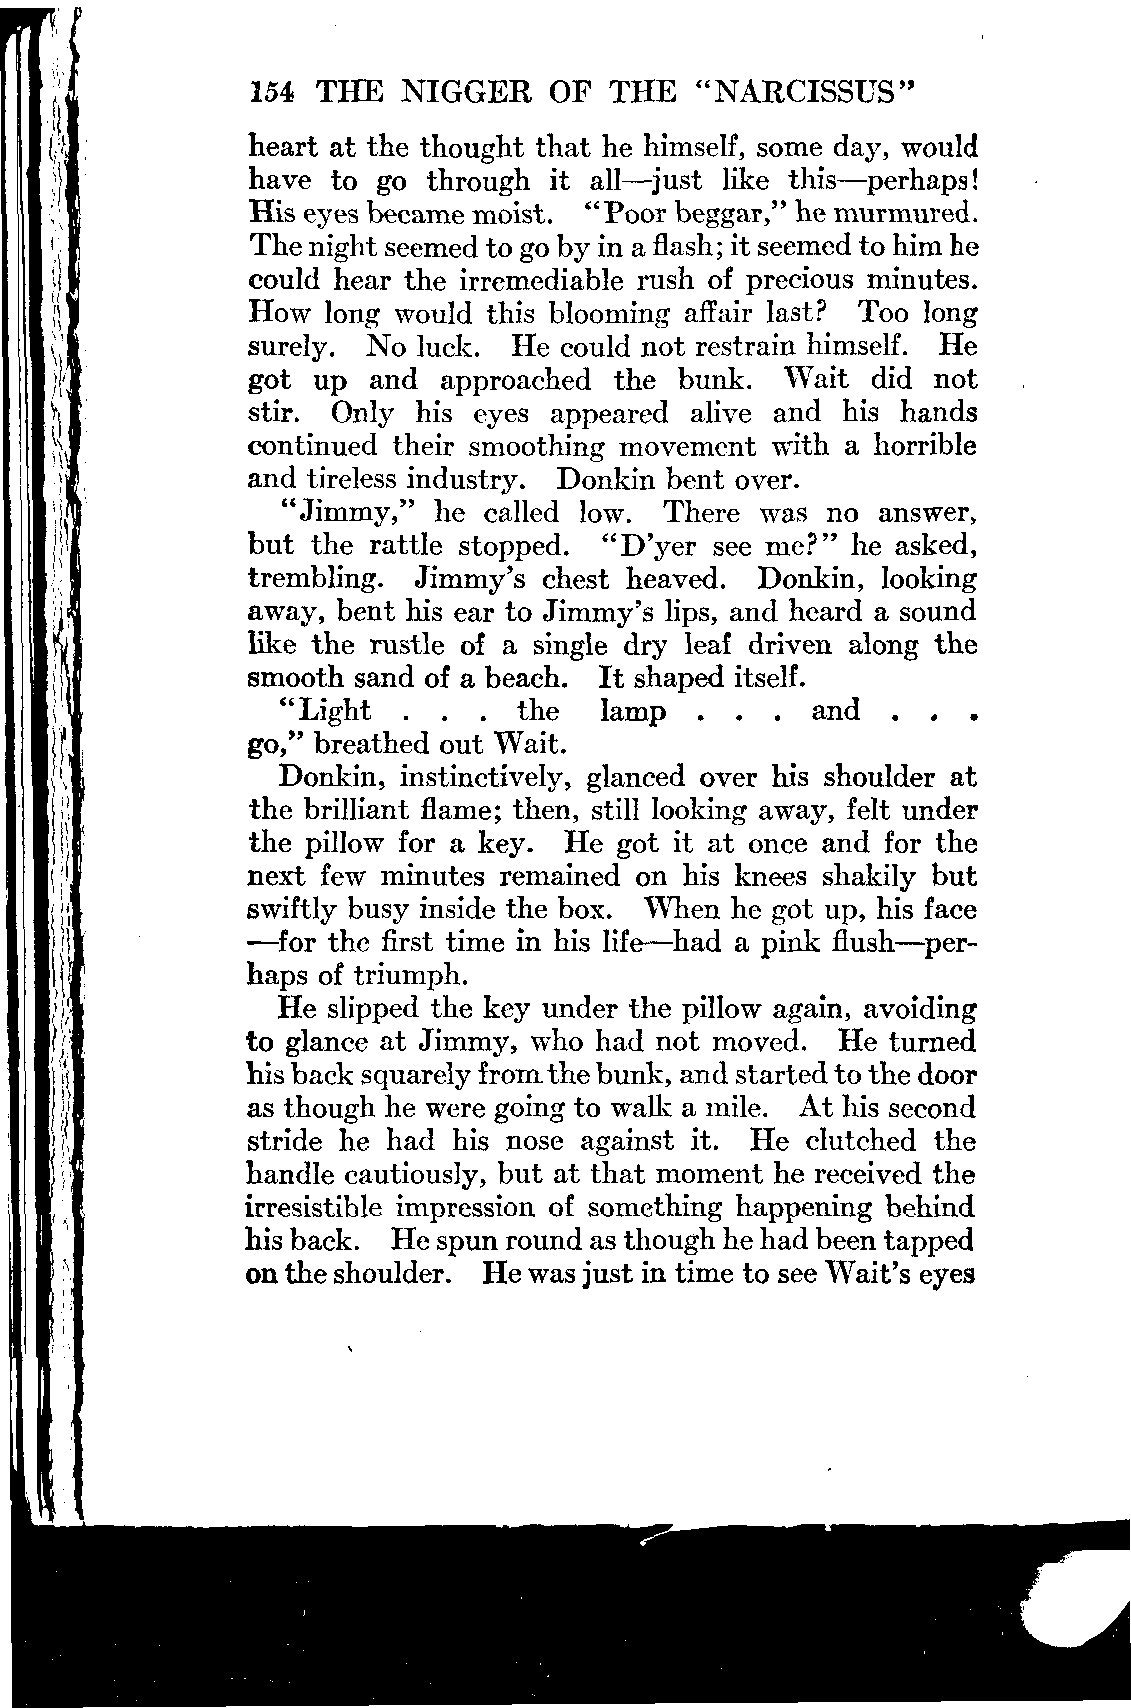 154 THE NIGGER OF THE "NARCISSUS"
heart at the thought that he himself, some day, would
have to go through it all—just like this—perhaps!
His eyes became moist. "Poor beggar," he murmured.
The night seemed to go by in a flash; it seemed to him he
could hear the irremediable rush of precious minutes.
How long would this blooming affair last? Too long
surely. No luck. He could not restrain himself. He
got up and approached the bunk. Wait did not
stir. Only his eyes appeared alive and his hands
continued their smoothing movement with a horrible
and tireless industry. Donkin bent over.
"Jimmy," he called low. There was no answer,
but the rattle stopped. "D'yer see me?" he asked,
trembling. Jimmy's chest heaved. Donkin, looking
away, bent his ear to Jimmy's lips, and heard a sound
like the rustle of a single dry leaf driven along the
smooth sand of a beach. It shaped itself.
"Light . . . the lamp . . . and . . .
go," breathed out Wait.
Donkin, instinctively, glanced over his shoulder at
the brilliant flame; then, still looking away, felt under
the pillow for a key. He got it at once and for the
next few minutes remained on his knees shakily but
swiftly busy inside the box. When he got up, his face
—for the first time in his life—had a pink flush—per-
haps of triumph.
He slipped the key under the pillow again, avoiding
to glance at Jimmy, who had not moved. He turned
his back squarely from the bunk, and started to the door
as though he were going to walk a mile. At his second
stride he had his nose against it. He clutched the
handle cautiously, but at that moment he received the
irresistible impression of something happening behind
his back. He spun round as though he had been tapped
on the shoulder. He was just in time to see Wait's eyes